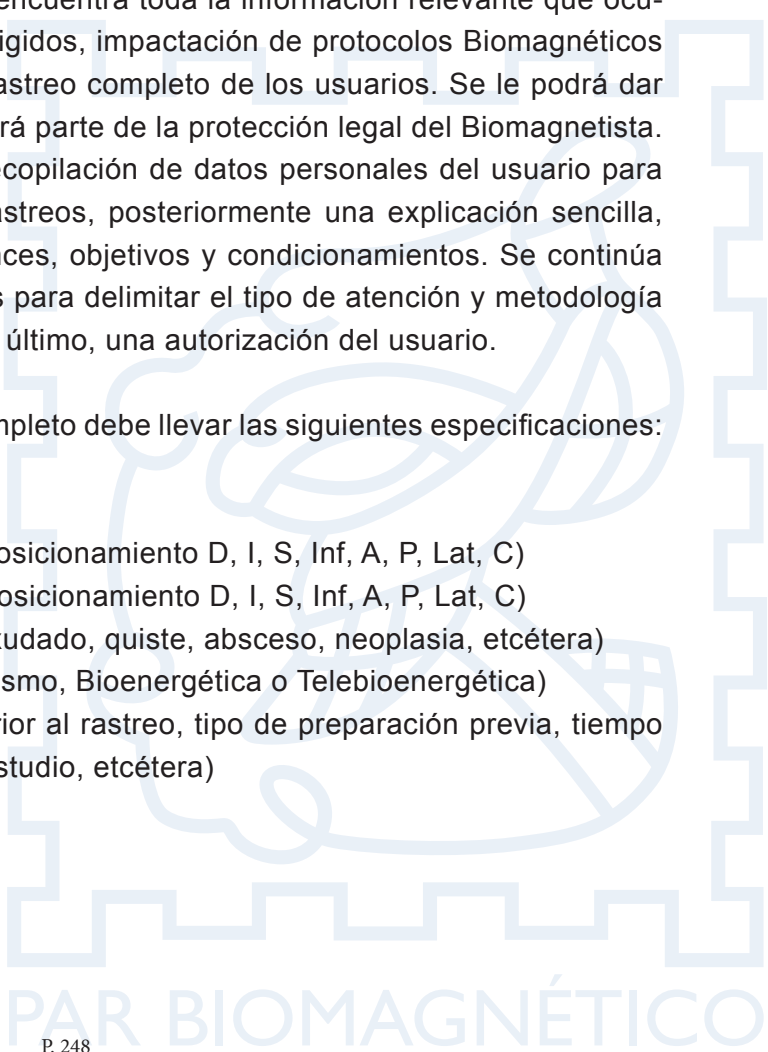 encuentra toda la información relevante que ocu-
igidos, impactación de protocolos Biomagnéticos
astreo completo de los usuarios. Se le podrá dar
rá parte de la protección legal del Biomagnetista.
ecopilación de datos personales del usuario para
astreos, posteriormente una explicación sencilla,
nces, objetivos y condicionamientos. Se continúa
s para delimitar el tipo de atención y metodología
último, una autorización del usuario.
mpleto debe llevar las siguientes especificaciones:
osicionamiento D, I, S, Inf, A, P, Lat, C)
osicionamiento D, I, S, Inf, A, P, Lat, C)
xudado, quiste, absceso, neoplasia, etcétera)
ismo, Bioenergética o Telebioenergética)
rior al rastreo, tipo de preparación previa, tiempo
studio, etcétera)
PAR BIOMAGNÉTICO
P. 248